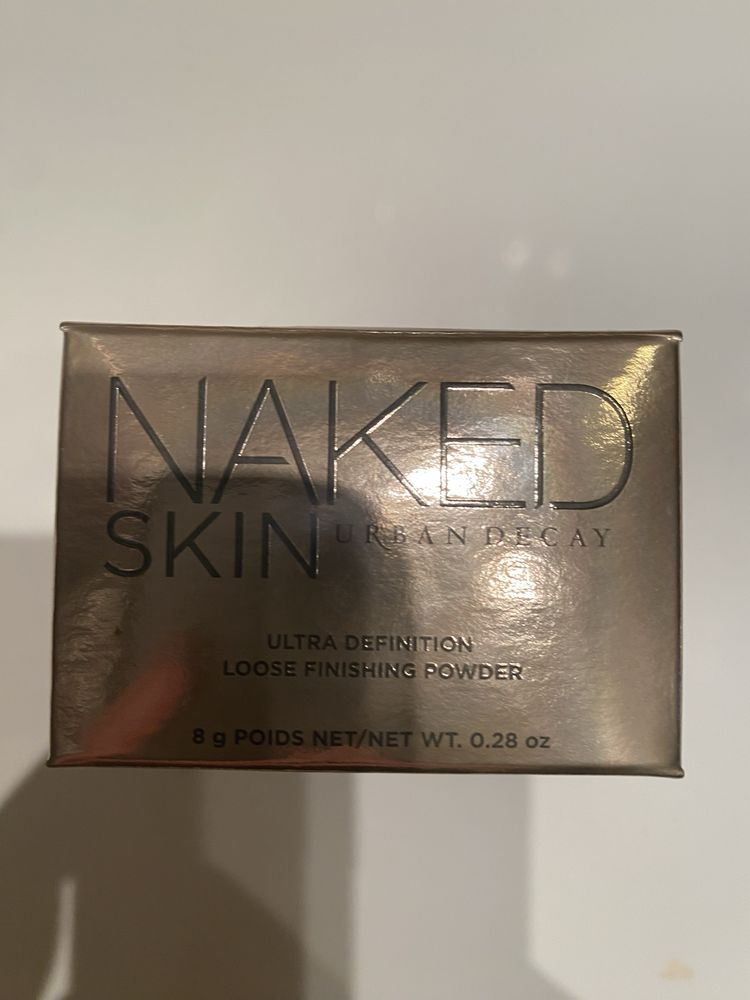 NAKED
SKIN URBAN DECAY
ULTRA DEFINITION
LOOSE FINISHING POWDER
8 g POIDS NET/NET WT. 0.28 oz